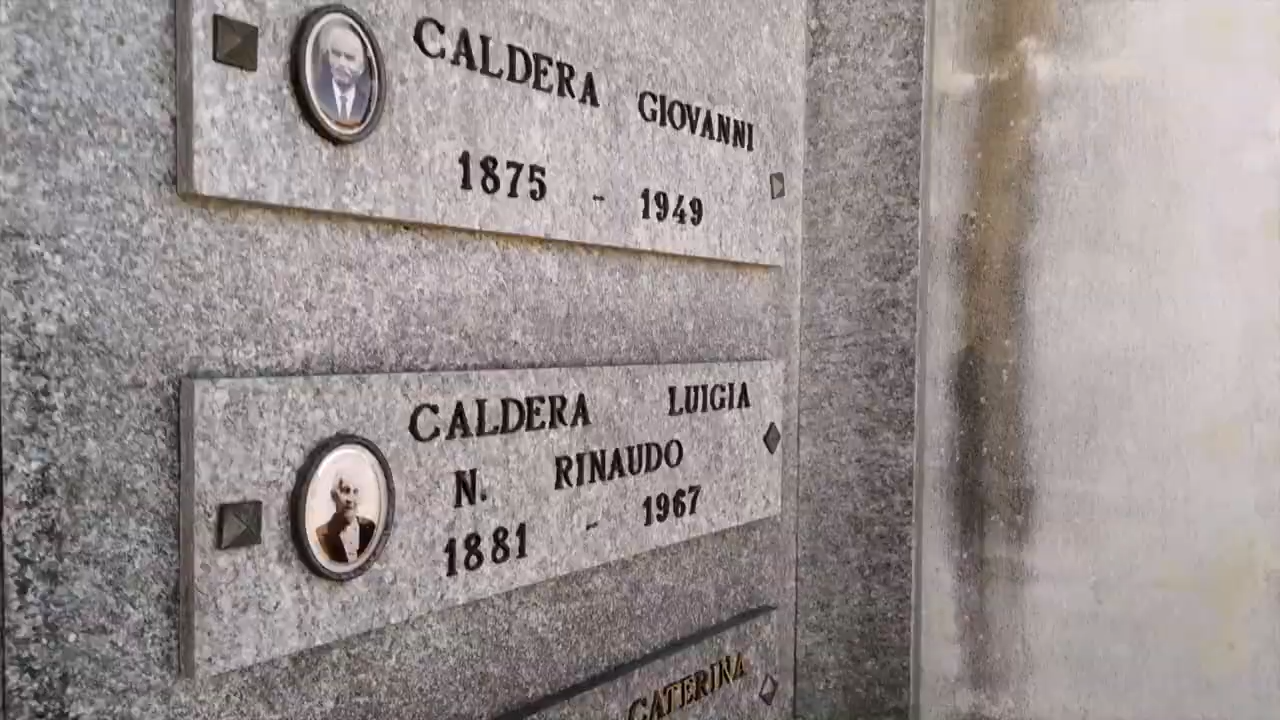 CALDERA GIOVANNI
1875 - 1949
CALDERA LUIGIA
N. RINAUDO
1881 - 1967
CATERINA